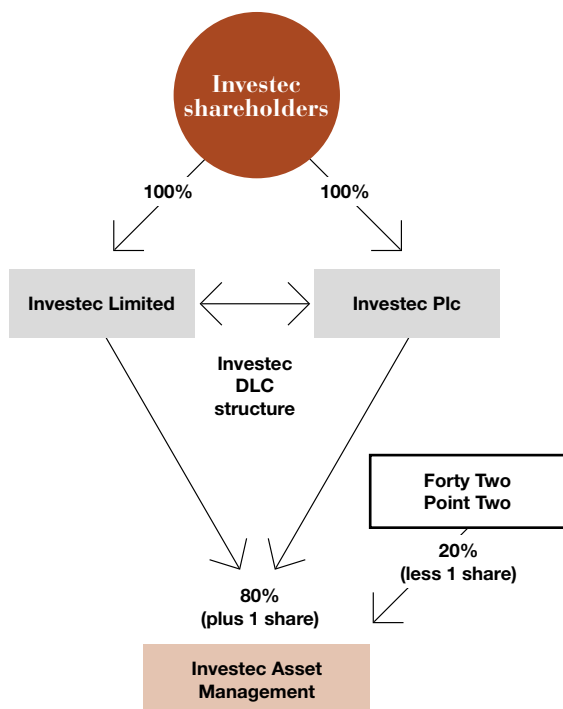 Investec
shareholders
100%
100%
Investec Limited
Investec Plc
Investec
DLC
structure
Forty Two
Point Two
20%
(less 1 share)
80%
(plus 1 share)
Investec Asset
Management